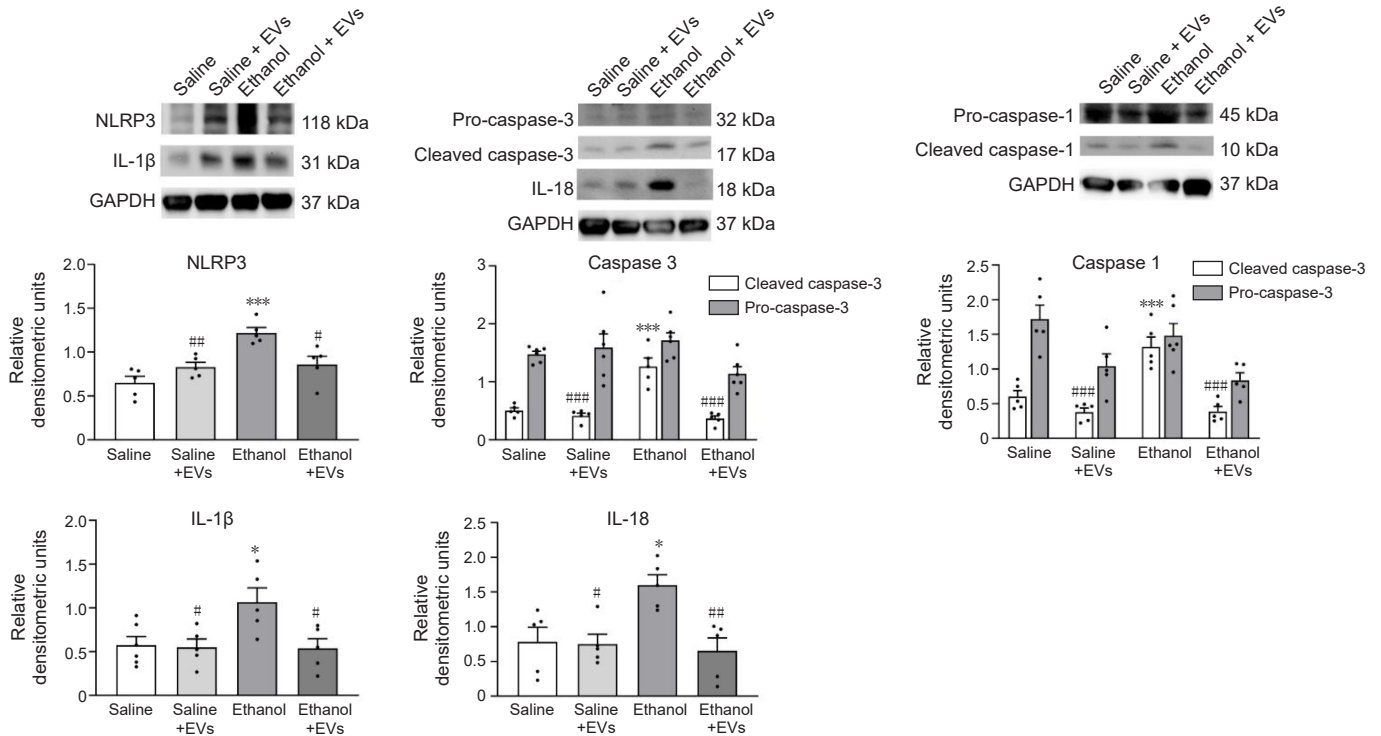 Saline
Saline + EVs
Ethanol
Ethanol + EVs
NLRP3
118 kDa
IL-1β
31 kDa
GAPDH
37 kDa
Saline
Saline + EVs
Ethanol
Ethanol + EVs
Pro-caspase-3
32 kDa
Cleaved caspase-3
17 kDa
IL-18
18 kDa
GAPDH
37 kDa
Saline
Saline + EVs
Ethanol
Ethanol + EVs
Pro-caspase-1
45 kDa
Cleaved caspase-1
10 kDa
GAPDH
37 kDa
NLRP3
Relative
densitometric units
2.0
1.5
1.0
0.5
0
##
***
#
Saline
Saline
+EVs
Ethanol
Ethanol
+EVs
Caspase 3
Cleaved caspase-3
Pro-caspase-3
Relative
densitometric units
3
2
1
0
###
***
###
Saline
Saline
+EVs
Ethanol
Ethanol
+EVs
Caspase 1
Cleaved caspase-3
Pro-caspase-3
Relative
densitometric units
2.5
2.0
1.5
1.0
0.5
0
###
***
###
Saline
Saline
+EVs
Ethanol
Ethanol
+EVs
IL-1β
Relative
densitometric units
2.0
1.5
1.0
0.5
0
#
*
#
Saline
Saline
+EVs
Ethanol
Ethanol
+EVs
IL-18
Relative
densitometric units
2.5
2.0
1.5
1.0
0.5
0
#
*
##
Saline
Saline
+EVs
Ethanol
Ethanol
+EVs